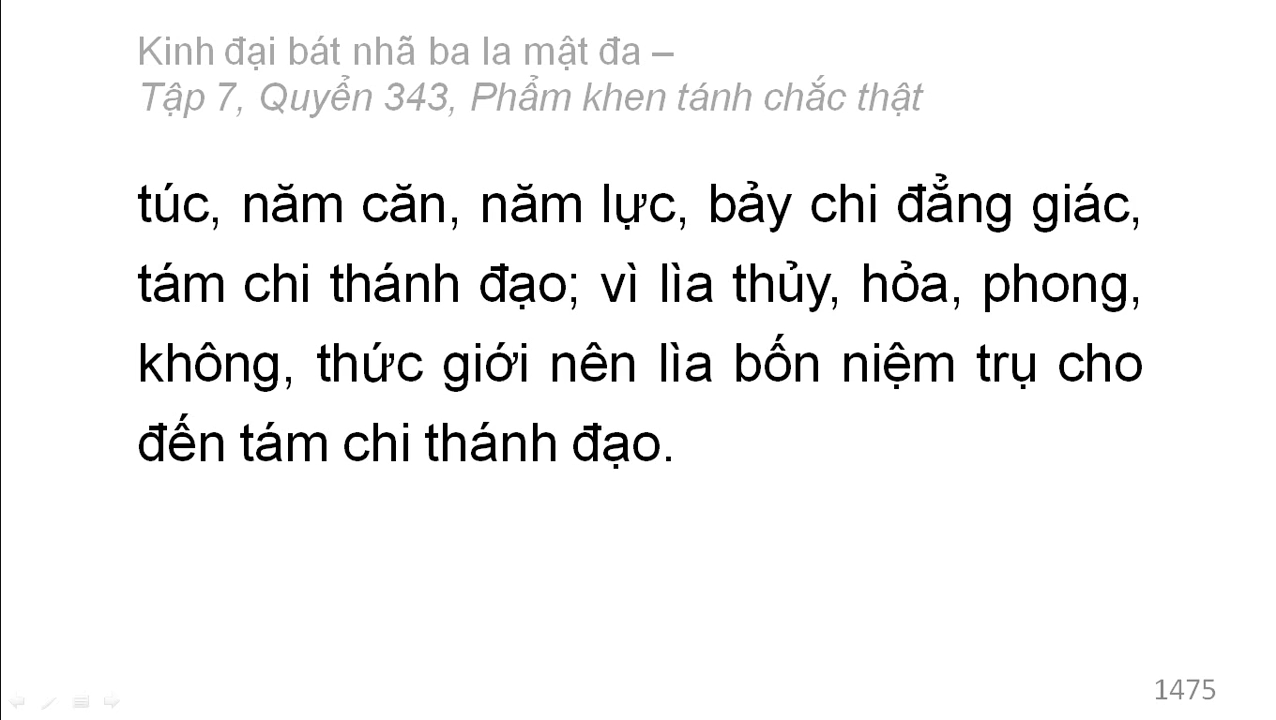 Kinh đại bát nhã ba la mật đa –
Tập 7, Quyển 343, Phẩm khen tánh chắc thật
túc, năm căn, năm lực, bảy chi đẳng giác,
tám chi thánh đạo; vì lìa thủy, hỏa, phong,
không, thức giới nên lìa bốn niệm trụ cho
đến tám chi thánh đạo.
1475